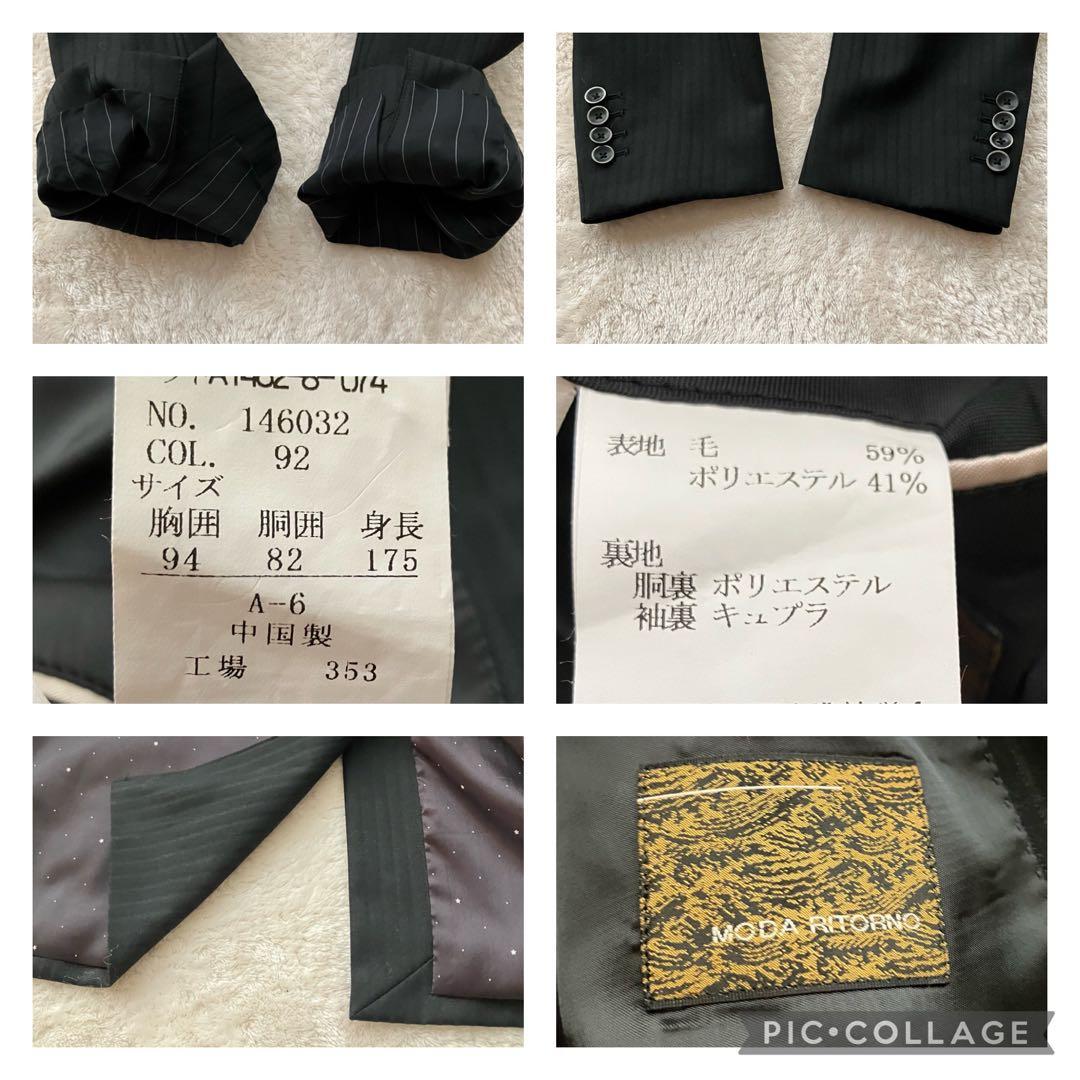 NO. 146032
COL. 92
サイズ
胸囲 胴囲 身長
94 82 175
A-6
中国製
工場 353
表地 毛 59%
ポリエステル 41%
裏地
胴裏 ポリエステル
袖裏 キュプラ
MODA RITORNO
PIC•COLLAGE